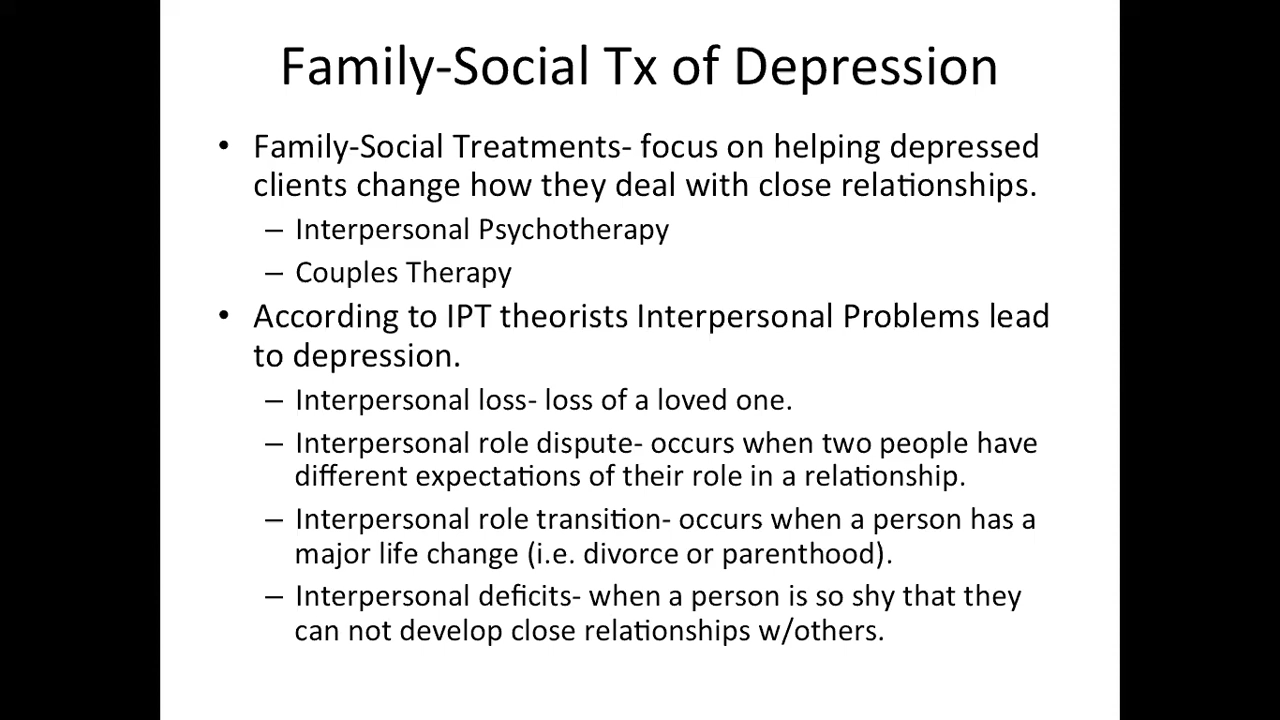 Family-Social Tx of Depression
• Family-Social Treatments- focus on helping depressed
clients change how they deal with close relationships.
– Interpersonal Psychotherapy
– Couples Therapy
• According to IPT theorists Interpersonal Problems lead
to depression.
– Interpersonal loss- loss of a loved one.
– Interpersonal role dispute- occurs when two people have
different expectations of their role in a relationship.
– Interpersonal role transition- occurs when a person has a
major life change (i.e. divorce or parenthood).
– Interpersonal deficits- when a person is so shy that they
can not develop close relationships w/others.